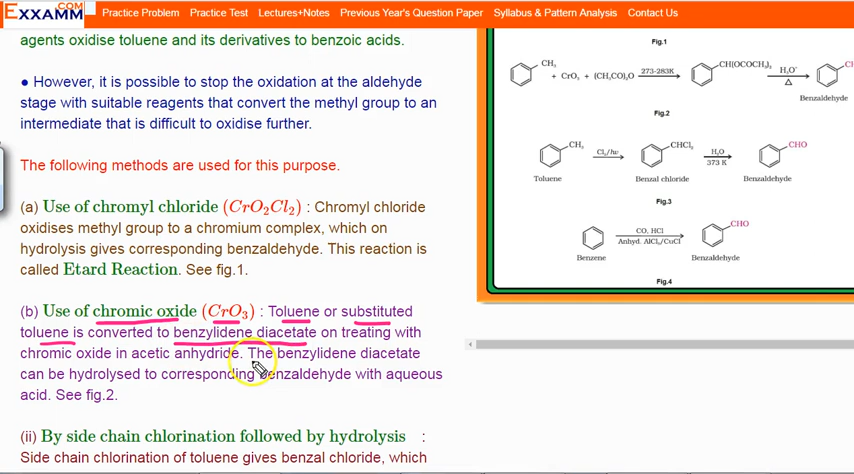 EXXAMM
.COM
Practice Problem Practice Test Lectures+Notes Previous Year's Question Paper Syllabus & Pattern Analysis Contact Us
agents oxidise toluene and its derivatives to benzoic acids.
● However, it is possible to stop the oxidation at the aldehyde
stage with suitable reagents that convert the methyl group to an
intermediate that is difficult to oxidise further.
The following methods are used for this purpose.
(a) Use of chromyl chloride (CrO₂Cl₂) : Chromyl chloride
oxidises methyl group to a chromium complex, which on
hydrolysis gives corresponding benzaldehyde. This reaction is
called Etard Reaction. See fig.1.
(b) Use of chromic oxide (CrO₃) : Toluene or substituted
toluene is converted to benzylidene diacetate on treating with
chromic oxide in acetic anhydride. The benzylidene diacetate
can be hydrolysed to corresponding benzaldehyde with aqueous
acid. See fig.2.
(ii) By side chain chlorination followed by hydrolysis :
Side chain chlorination of toluene gives benzal chloride, which
Fig.1
CH₃ + CrO₃ + (CH₃CO)₂O 273-283K CH(OCOCH₃)₂ H₃O⁺ Δ
Benzaldehyde
Fig.2
CH₃ Cl₂/hν CHCl₂ H₂O 373 K CHO
Toluene Benzal chloride Benzaldehyde
Fig.3
CO, HCl CHO
Anhyd. AlCl₃/CuCl
Benzene Benzaldehyde
Fig.4